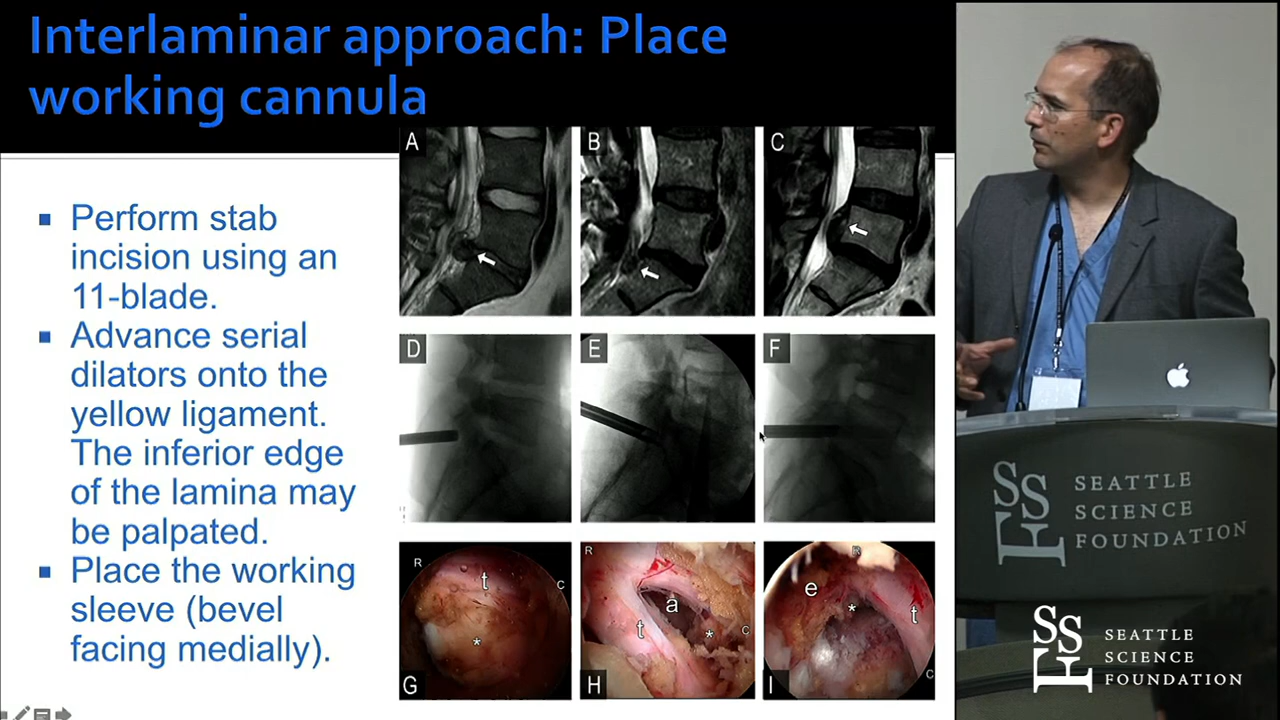 Interlaminar approach: Place
working cannula
Perform stab
incision using an
11-blade.
Advance serial
dilators onto the
yellow ligament.
The inferior edge
of the lamina may
be palpated.
Place the working
sleeve (bevel
facing medially).
A
B
C
D
E
F
R
t
C
*
G
R
a
t
*
C
H
R
e
*
t
C
I
SSF
SEATTLE
SCIENCE
FOUNDATION
SSF
SEATTLE
SCIENCE
FOUNDATION